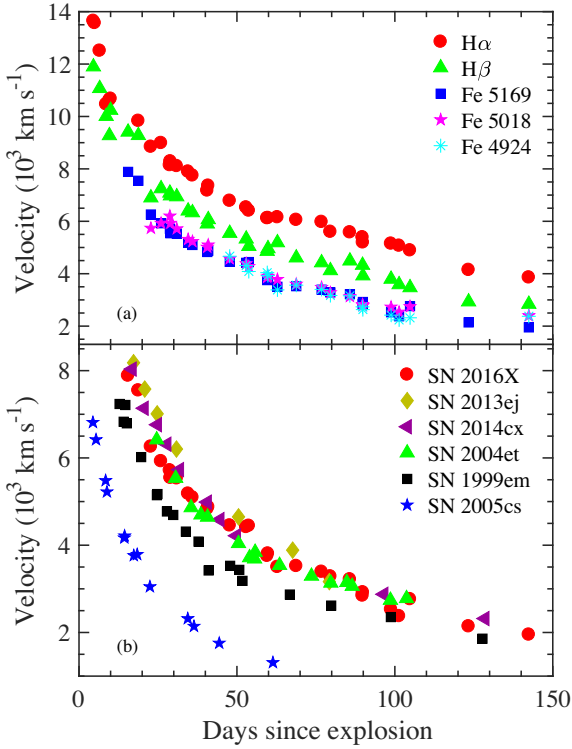 14
12
10
8
6
4
2
Velocity (10³ km s⁻¹)
Hα
Hβ
Fe 5169
Fe 5018
Fe 4924
(a)
8
6
4
2
Velocity (10³ km s⁻¹)
SN 2016X
SN 2013ej
SN 2014cx
SN 2004et
SN 1999em
SN 2005cs
(b)
0 50 100 150
Days since explosion